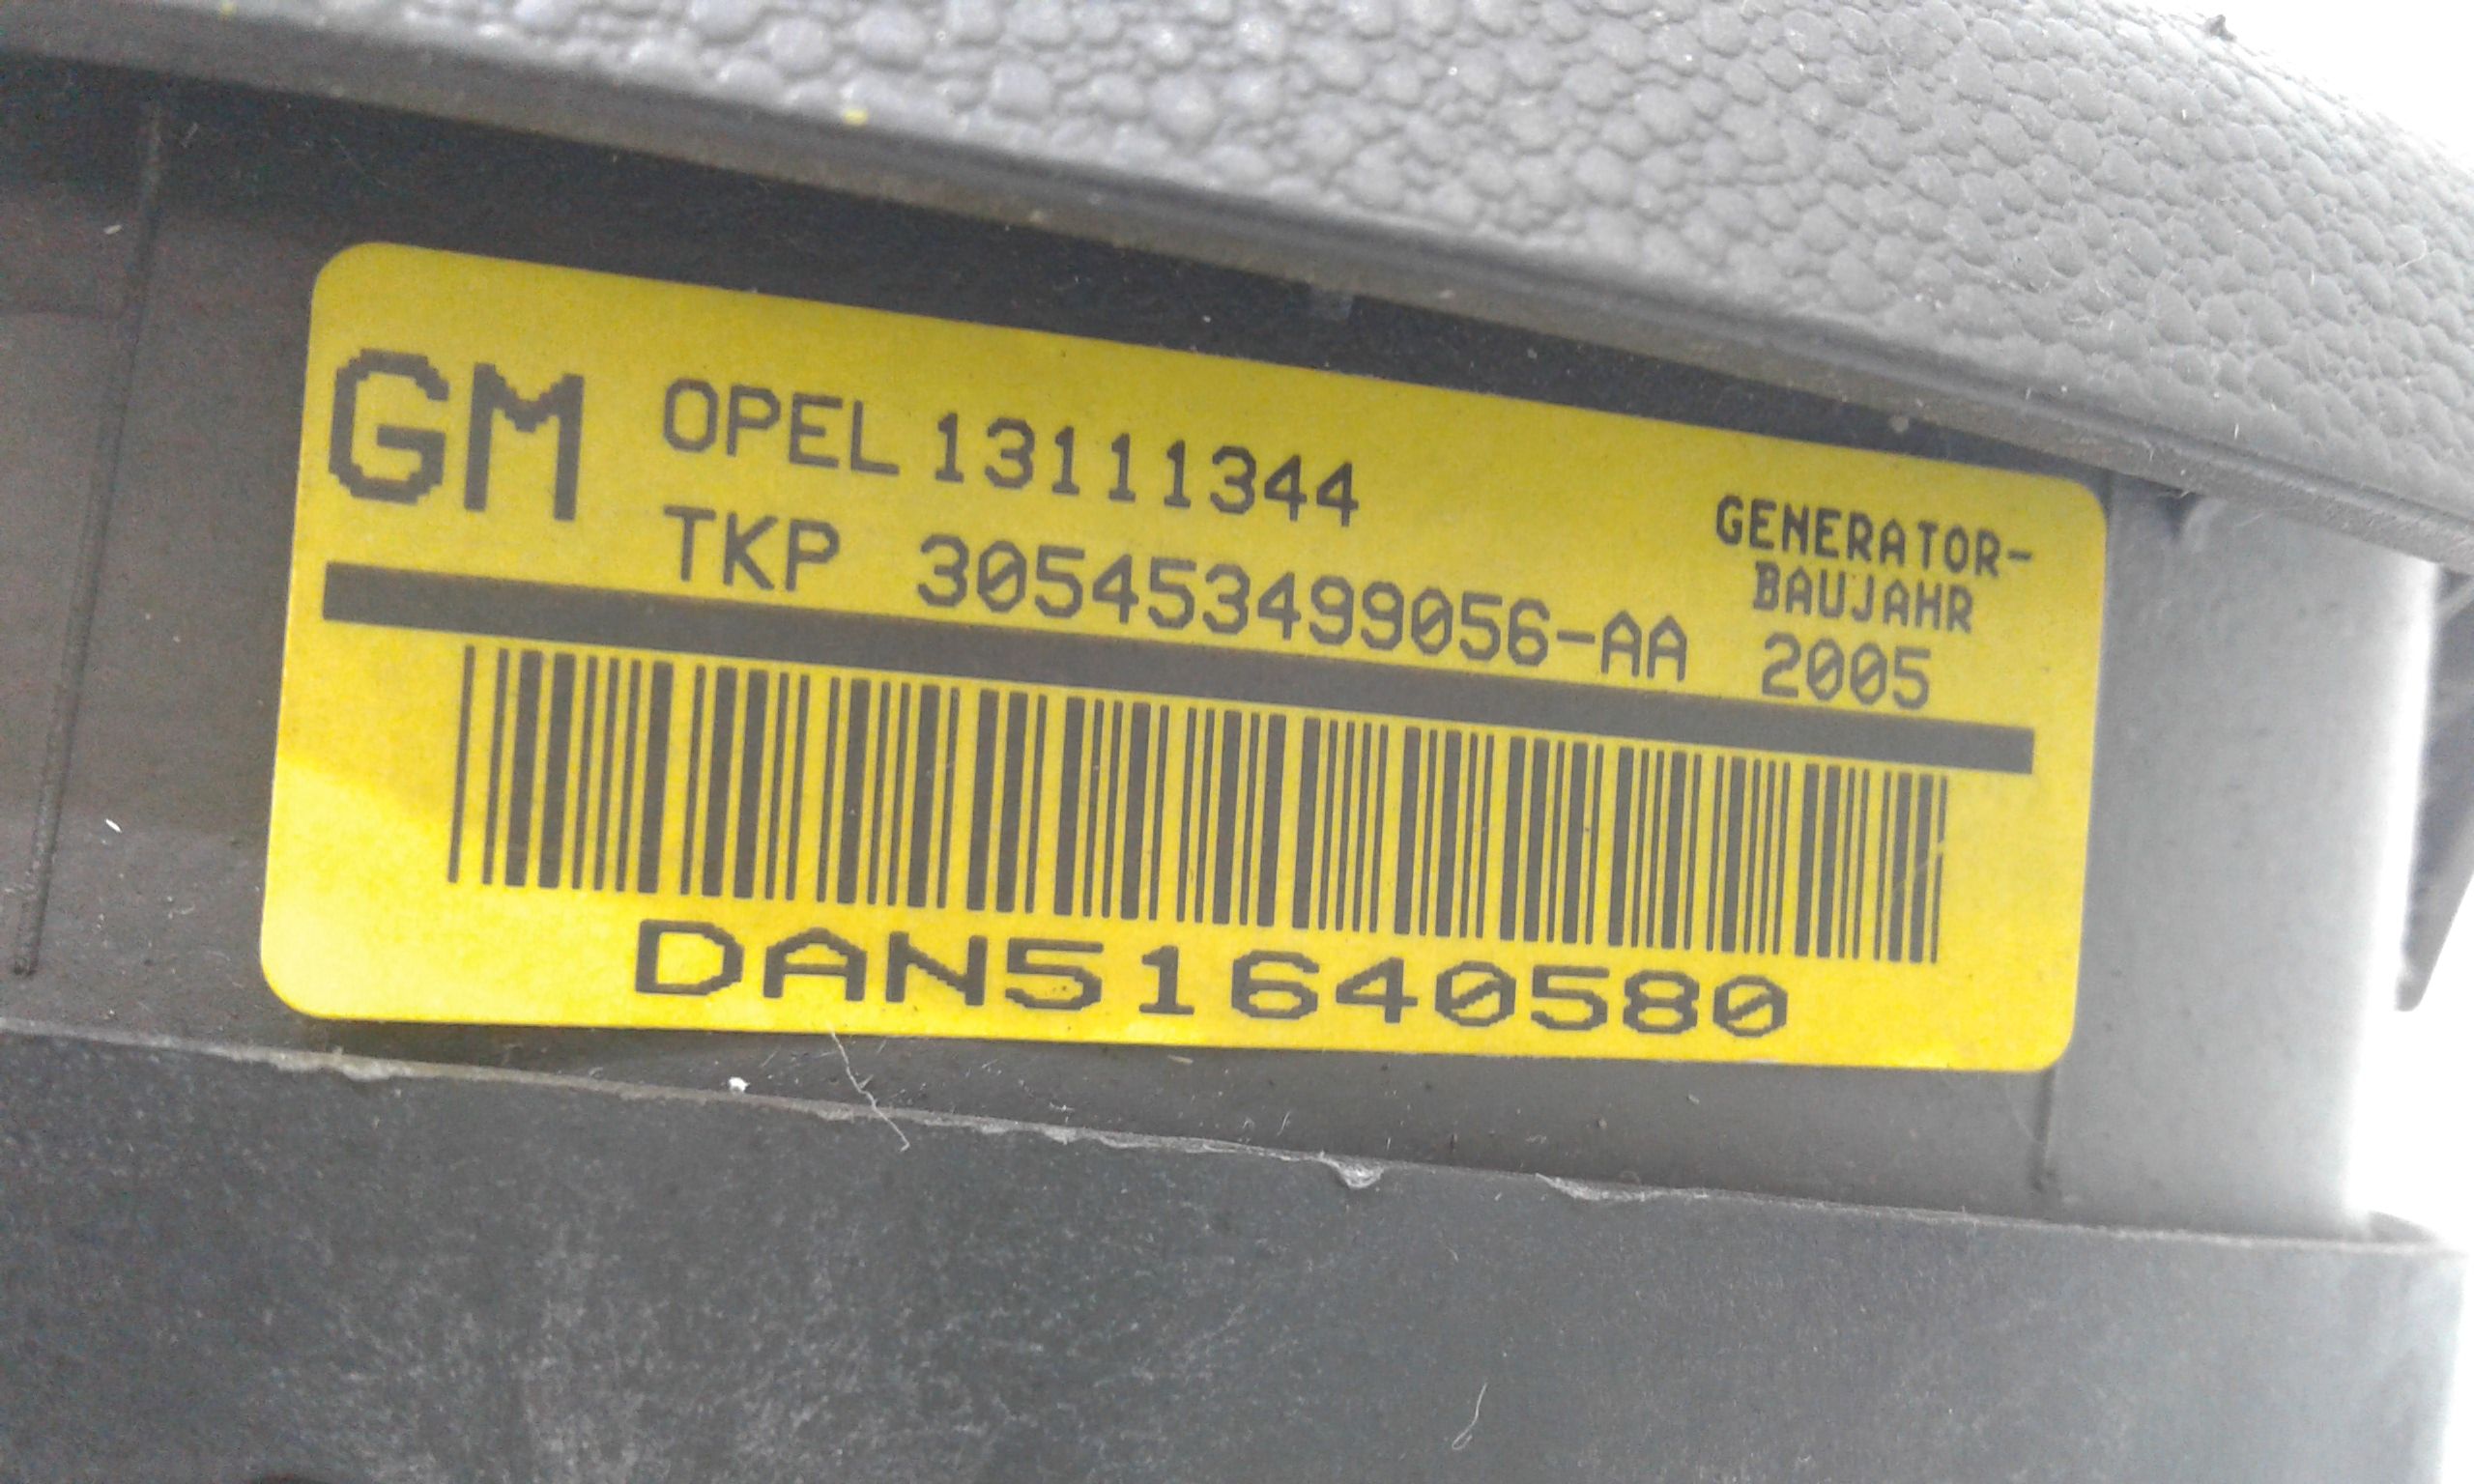 GM OPEL 13111344
TKP 305453499056-AA
GENERATOR-
BAUJAHR
2005
DAN51640580